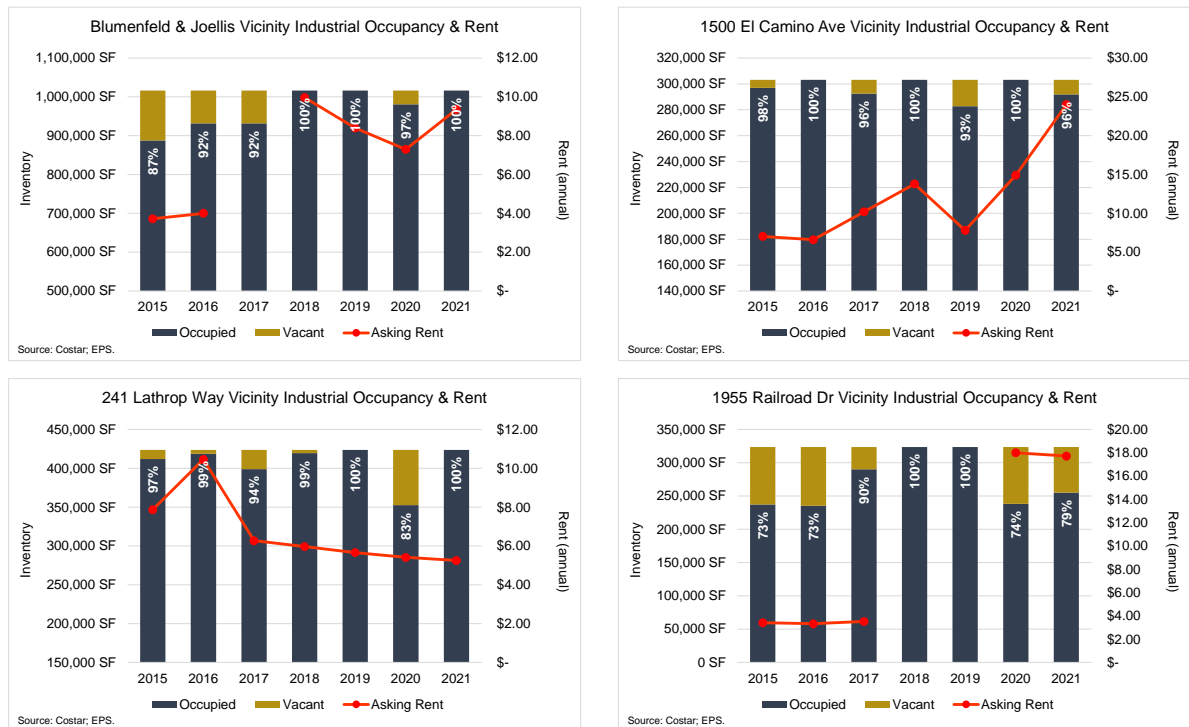 Blumenfeld & Joellis Vicinity Industrial Occupancy & Rent
1,100,000 SF
1,000,000 SF
900,000 SF
800,000 SF
700,000 SF
600,000 SF
500,000 SF
Inventory
87%
92%
92%
100%
100%
97%
100%
$12.00
$10.00
$8.00
$6.00
$4.00
$2.00
$-
Rent (annual)
2015 2016 2017 2018 2019 2020 2021
Occupied Vacant Asking Rent
Source: Costar; EPS.
1500 El Camino Ave Vicinity Industrial Occupancy & Rent
320,000 SF
300,000 SF
280,000 SF
260,000 SF
240,000 SF
220,000 SF
200,000 SF
180,000 SF
160,000 SF
140,000 SF
Inventory
98%
100%
96%
100%
93%
100%
96%
$30.00
$25.00
$20.00
$15.00
$10.00
$5.00
$-
Rent (annual)
2015 2016 2017 2018 2019 2020 2021
Occupied Vacant Asking Rent
Source: Costar; EPS.
241 Lathrop Way Vicinity Industrial Occupancy & Rent
450,000 SF
400,000 SF
350,000 SF
300,000 SF
250,000 SF
200,000 SF
150,000 SF
Inventory
97%
99%
94%
99%
100%
83%
100%
$12.00
$10.00
$8.00
$6.00
$4.00
$2.00
$-
Rent (annual)
2015 2016 2017 2018 2019 2020 2021
Occupied Vacant Asking Rent
Source: Costar; EPS.
1955 Railroad Dr Vicinity Industrial Occupancy & Rent
350,000 SF
300,000 SF
250,000 SF
200,000 SF
150,000 SF
100,000 SF
50,000 SF
0 SF
Inventory
73%
73%
90%
100%
100%
74%
79%
$20.00
$18.00
$16.00
$14.00
$12.00
$10.00
$8.00
$6.00
$4.00
$2.00
$-
Rent (annual)
2015 2016 2017 2018 2019 2020 2021
Occupied Vacant Asking Rent
Source: Costar; EPS.